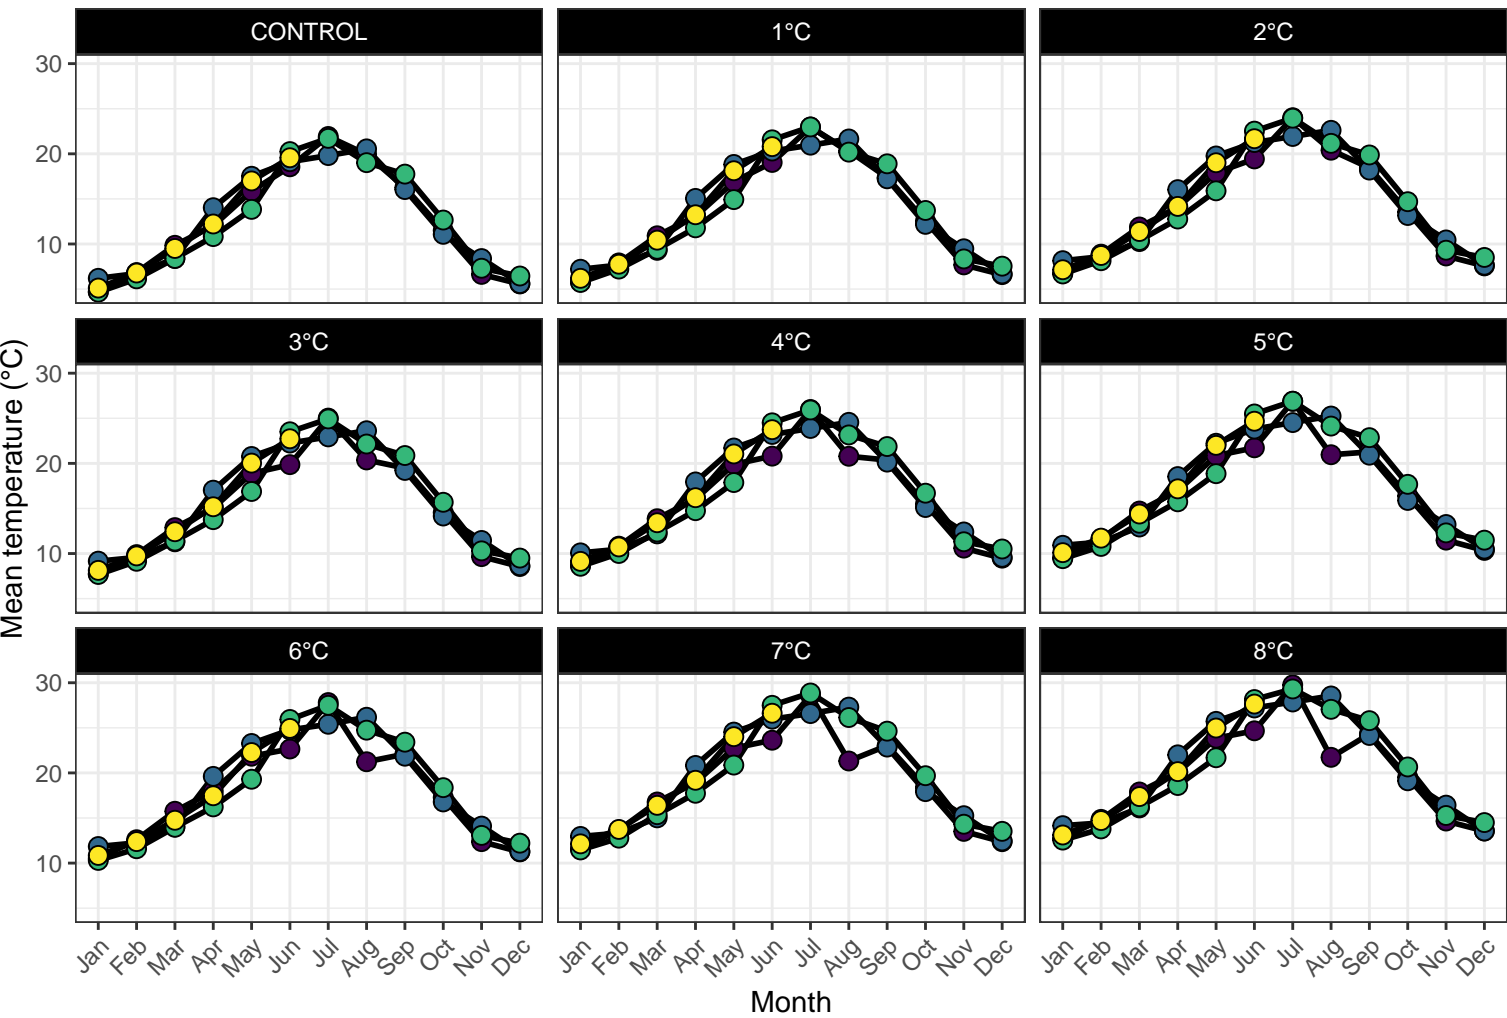 CONTROL 1°C 2°C
30
20
10
3°C 4°C 5°C
30
20
10
Mean temperature (°C)
6°C 7°C 8°C
30
20
10
Jan Feb Mar Apr May Jun Jul Aug Sep Oct Nov Dec Jan Feb Mar Apr May Jun Jul Aug Sep Oct Nov Dec Jan Feb Mar Apr May Jun Jul Aug Sep Oct Nov Dec
Month